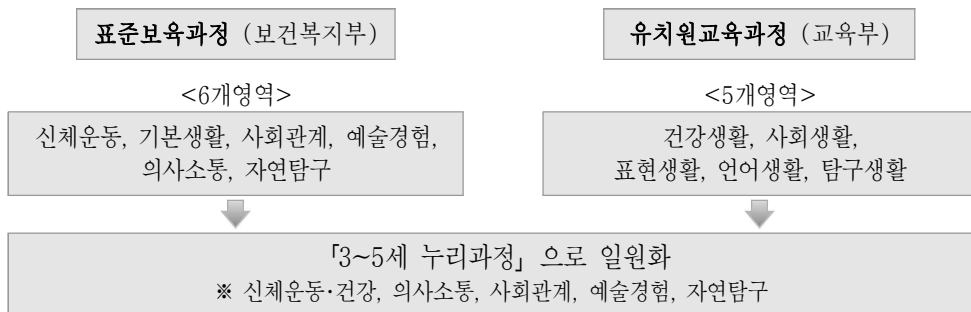 표준보육과정 (보건복지부)
유치원교육과정 (교육부)
<6개영역>
<5개영역>
신체운동, 기본생활, 사회관계, 예술경험,
의사소통, 자연탐구
건강생활, 사회생활,
표현생활, 언어생활, 탐구생활
「3~5세 누리과정」으로 일원화
※ 신체운동·건강, 의사소통, 사회관계, 예술경험, 자연탐구